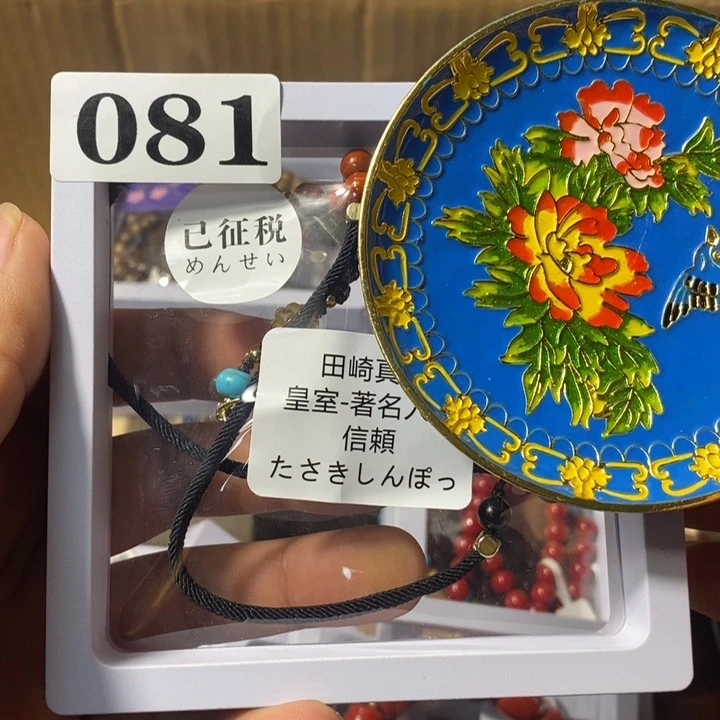 081
已征税
めんせい
田崎真
皇室-著名
信頼
たさきしんぽっ